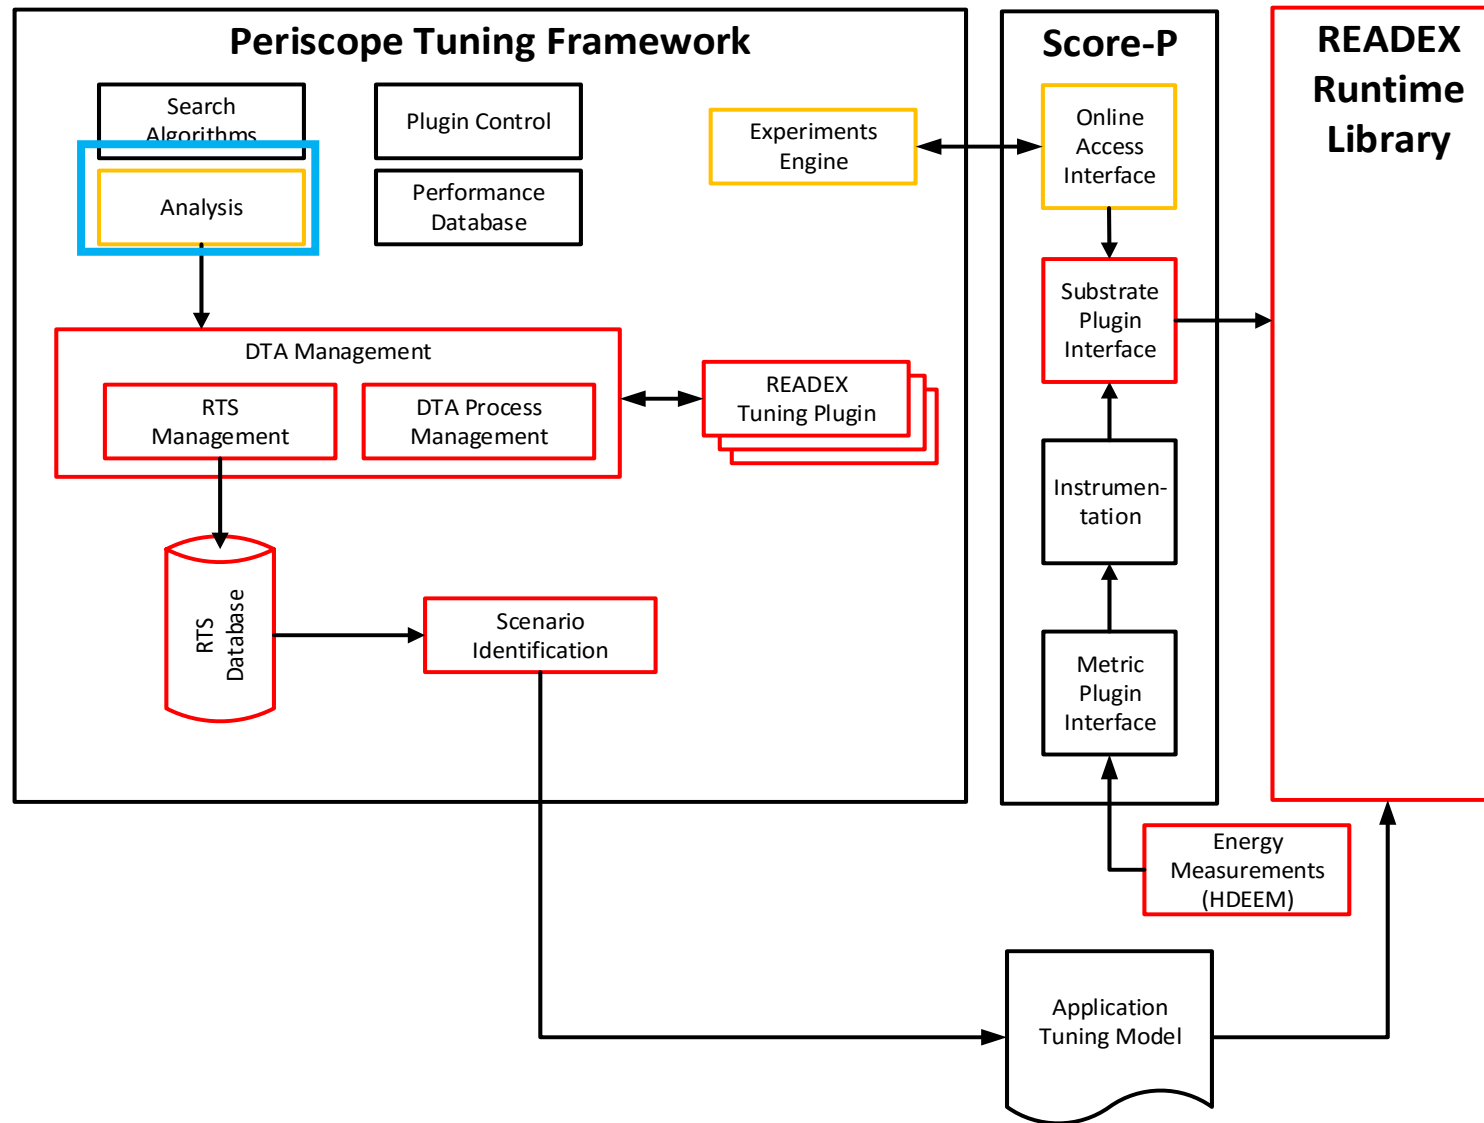 Periscope Tuning Framework
Search
Algorithms
Plugin Control
Analysis
Performance
Database
Experiments
Engine
DTA Management
RTS
Management
DTA Process
Management
READEX
Tuning Plugin
RTS
Database
Scenario
Identification
Score-P
Online
Access
Interface
Substrate
Plugin
Interface
Instrumen-
tation
Metric
Plugin
Interface
READEX
Runtime
Library
Energy
Measurements
(HDEEM)
Application
Tuning Model